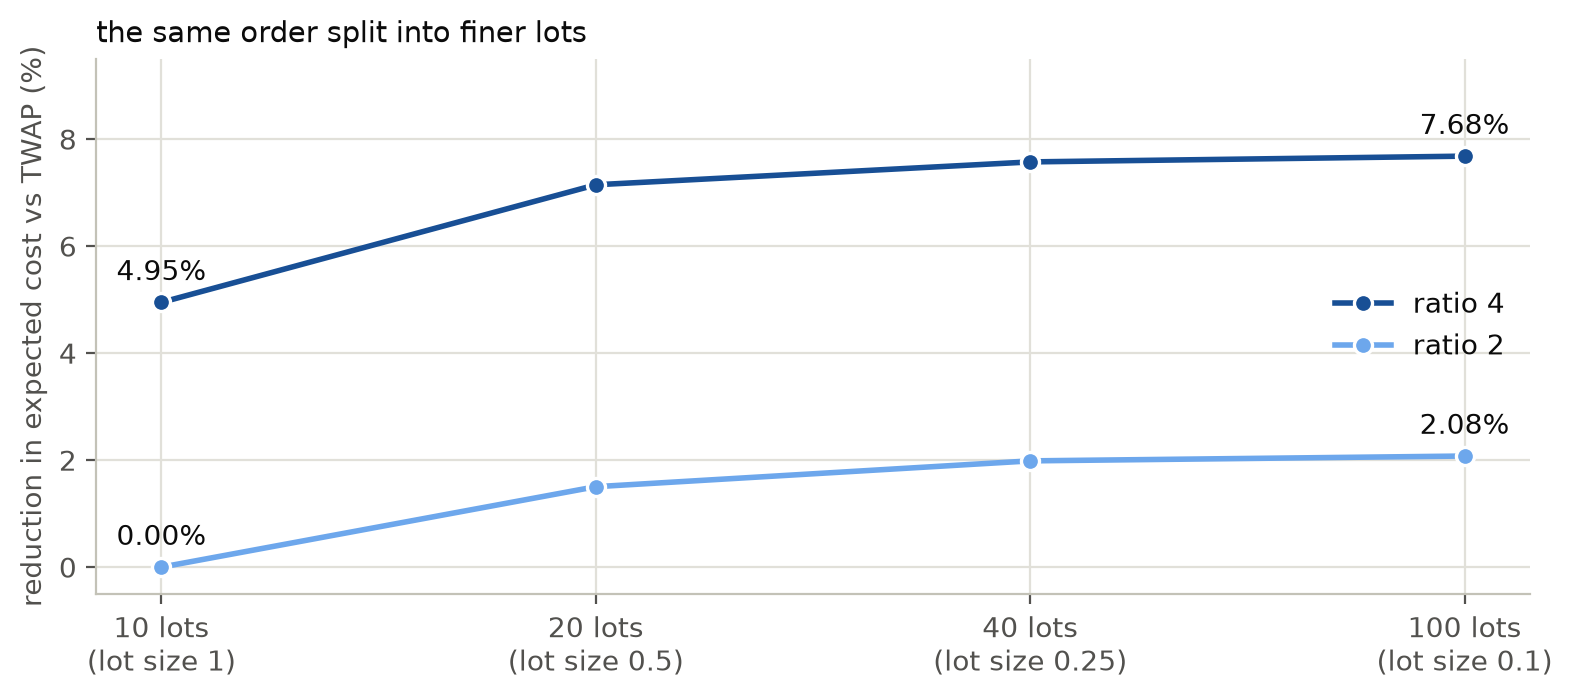 the same order split into finer lots
reduction in expected cost vs TWAP (%)
8
6
4
2
0
7.68%
4.95%
ratio 4
ratio 2
2.08%
0.00%
10 lots
(lot size 1)
20 lots
(lot size 0.5)
40 lots
(lot size 0.25)
100 lots
(lot size 0.1)